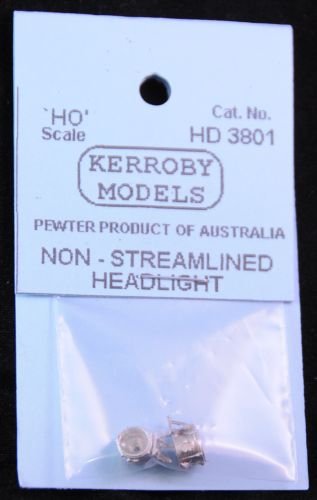 `HO' Cat. No.
Scale HD 3801
KERROBY
MODELS
PEWTER PRODUCT OF AUSTRALIA
NON - STREAMLINED
HEADLIGHT